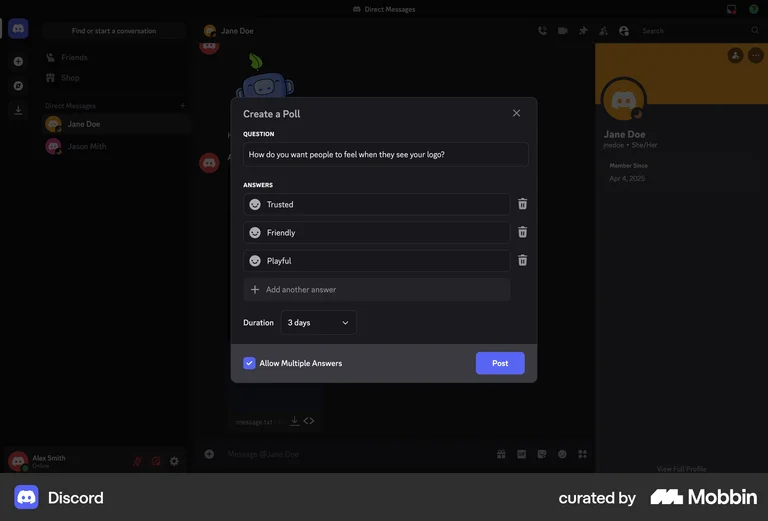 Direct Messages
Find or start a conversation
Jane Doe
Search
Friends
Shop
Direct Messages
Jane Doe
Jason Mith
Create a Poll
QUESTION
How do you want people to feel when they see your logo?
ANSWERS
Trusted
Friendly
Playful
Add another answer
Duration
3 days
Allow Multiple Answers
Post
Jane Doe
jnedoe • She/Her
Member Since
Apr 4, 2025
message.txt
Alex Smith
Online
Message @Jane Doe
GIF
View Full Profile
Discord
curated by
Mobbin